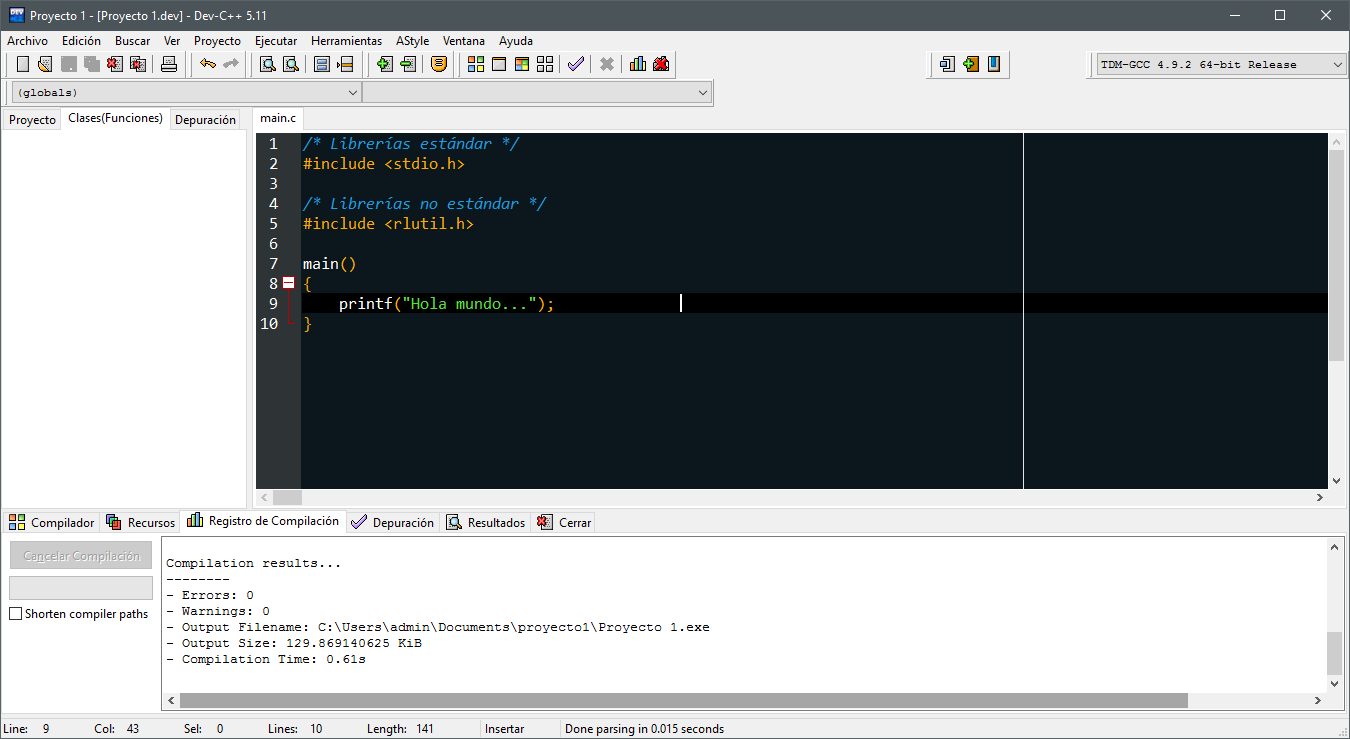 Proyecto 1 - [Proyecto 1.dev] - Dev-C++ 5.11
Archivo Edición Buscar Ver Proyecto Ejecutar Herramientas AStyle Ventana Ayuda
TDM-GCC 4.9.2 64-bit Release
(globals)
Proyecto Clases(Funciones) Depuración main.c
1 /* Librerías estándar */
2 #include <stdio.h>
3
4 /* Librerías no estándar */
5 #include <rlutil.h>
6
7 main()
8 {
9 printf("Hola mundo...");
10 }
Compilador Recursos Registro de Compilación Depuración Resultados Cerrar
Cancelar Compilación
Shorten compiler paths
Compilation results...
--------
- Errors: 0
- Warnings: 0
- Output Filename: C:\Users\admin\Documents\proyecto1\Proyecto 1.exe
- Output Size: 129.869140625 KiB
- Compilation Time: 0.61s
Line: 9 Col: 43 Sel: 0 Lines: 10 Length: 141 Insertar Done parsing in 0.015 seconds